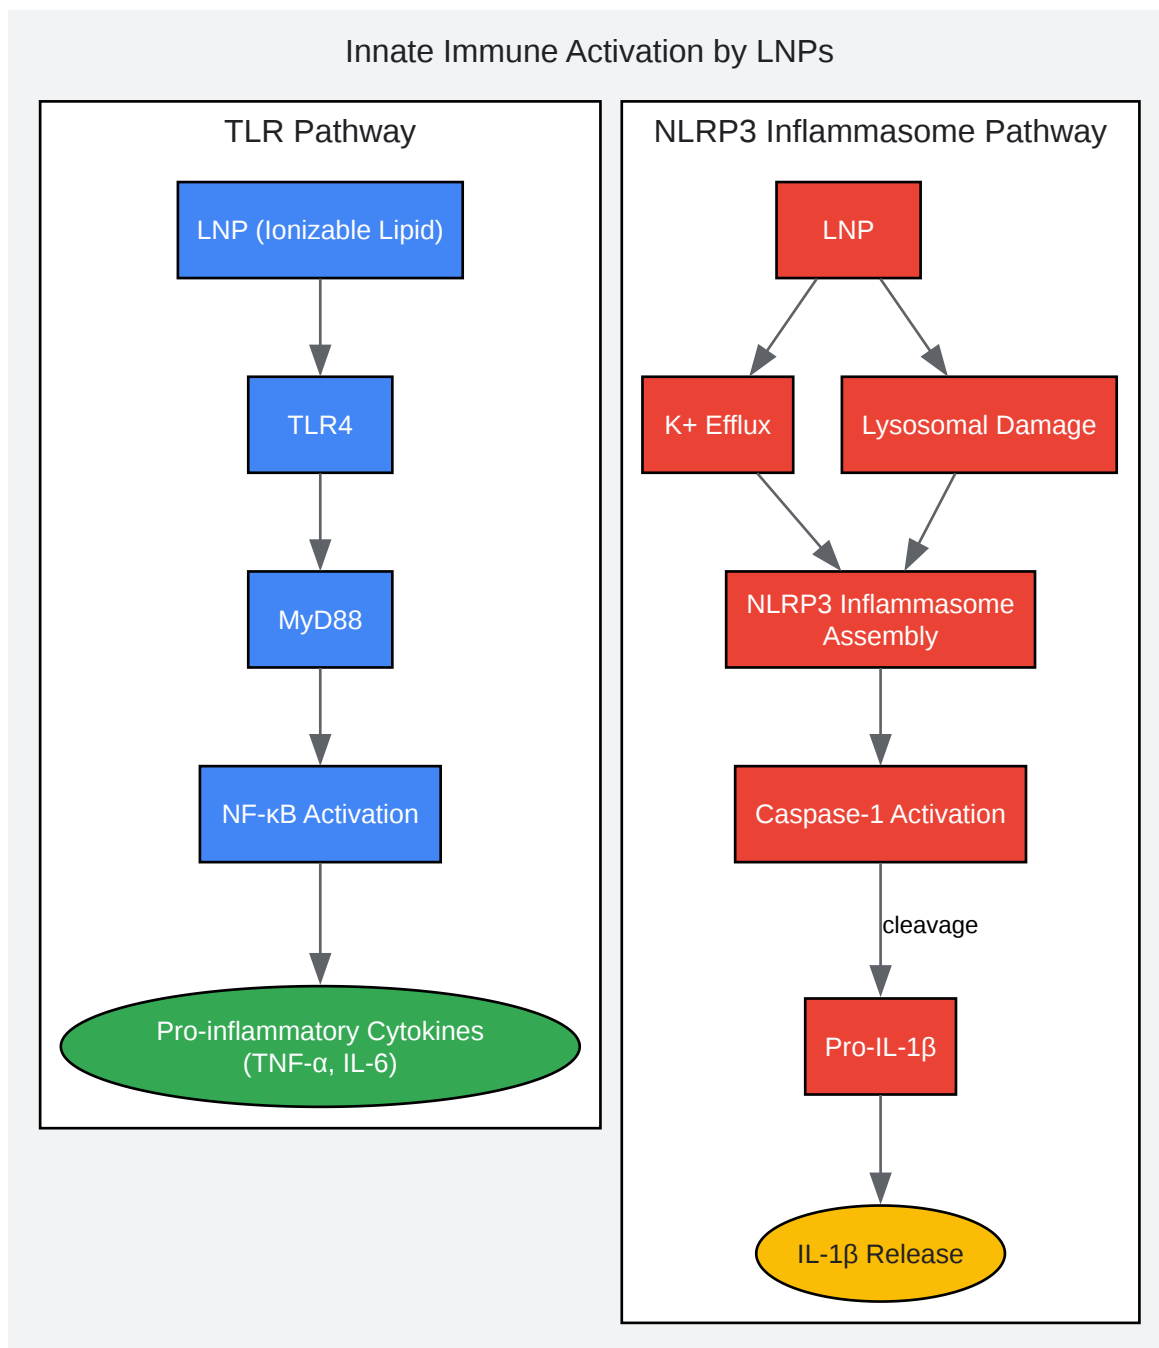 Innate Immune Activation by LNPs
TLR Pathway
LNP (Ionizable Lipid)
TLR4
MyD88
NF-κB Activation
Pro-inflammatory Cytokines
(TNF-α, IL-6)
NLRP3 Inflammasome Pathway
LNP
K+ Efflux
Lysosomal Damage
NLRP3 Inflammasome
Assembly
Caspase-1 Activation
cleavage
Pro-IL-1β
IL-1β Release